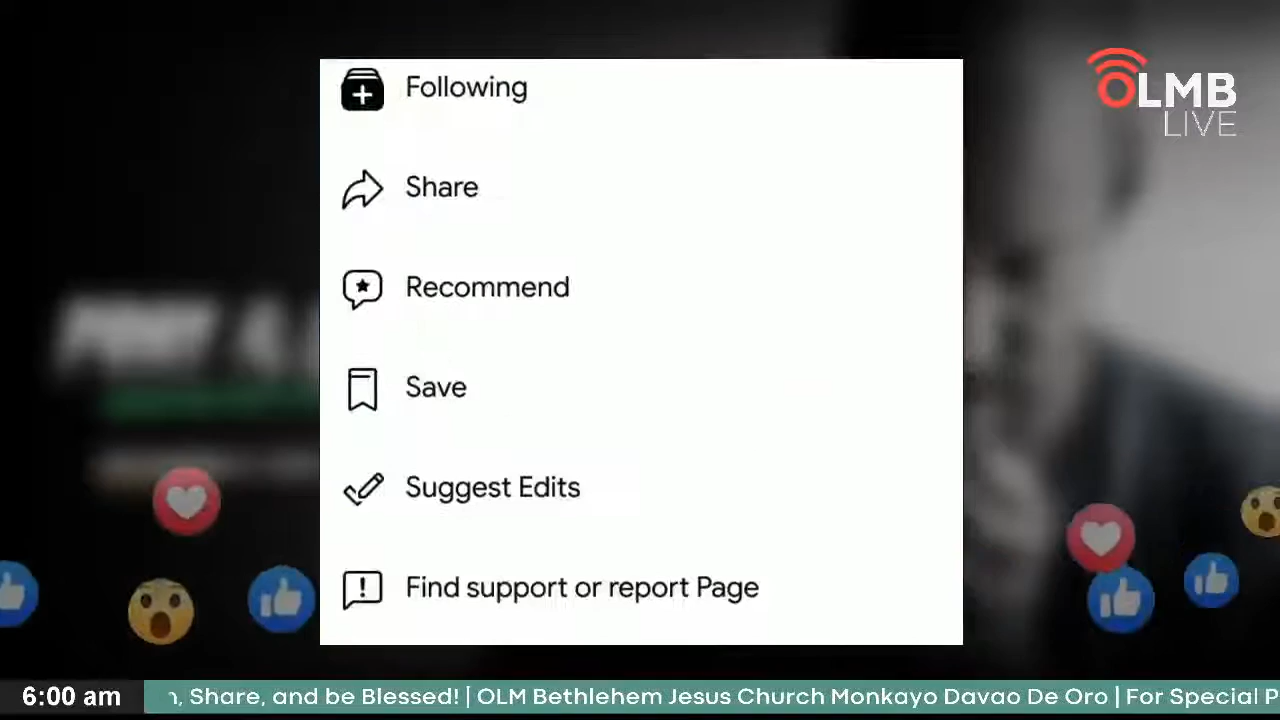 Following
OLMB
LIVE
Share
Recommend
Save
Suggest Edits
Find support or report Page
6:00 am
, Share, and be Blessed! | OLM Bethlehem Jesus Church Monkayo Davao De Oro | For Special